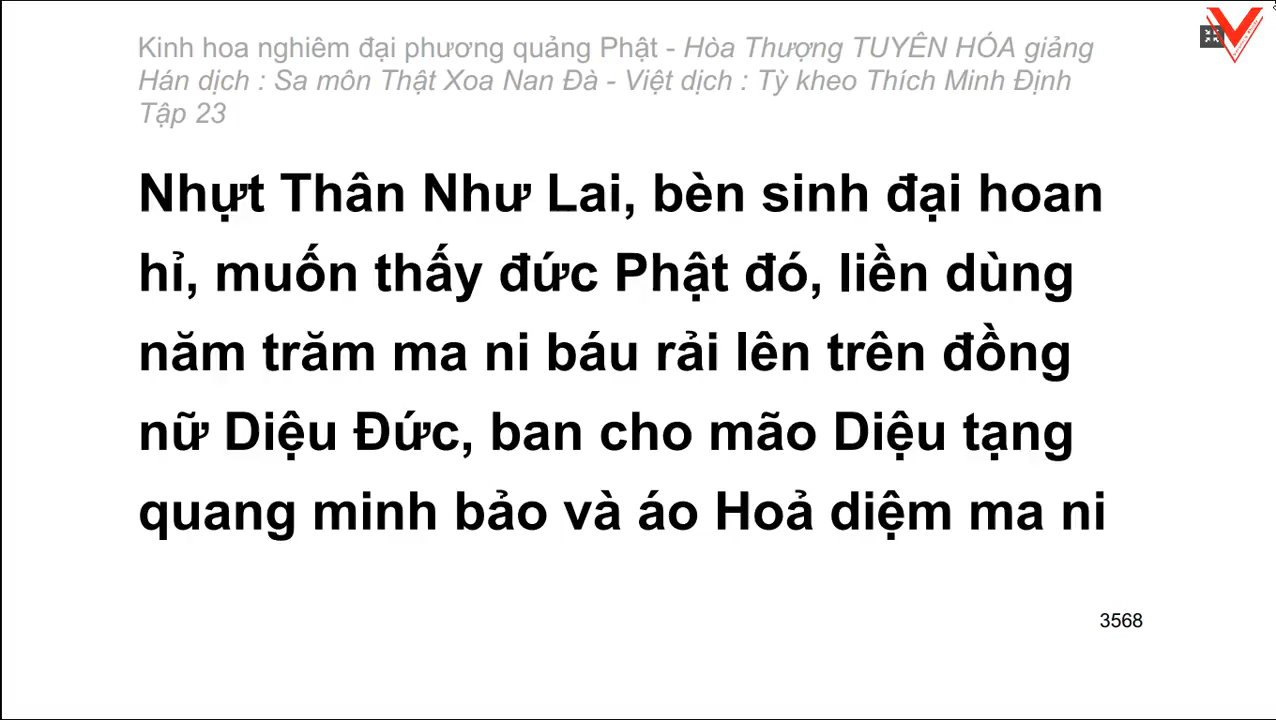 Kinh hoa nghiêm đại phương quảng Phật - Hòa Thượng TUYÊN HÓA giảng
Hán dịch : Sa môn Thật Xoa Nan Đà - Việt dịch : Tỳ kheo Thích Minh Định
Tập 23
Nhựt Thân Như Lai, bèn sinh đại hoan
hỉ, muốn thấy đức Phật đó, liền dùng
năm trăm ma ni báu rải lên trên đồng
nữ Diệu Đức, ban cho mão Diệu tạng
quang minh bảo và áo Hoả diệm ma ni
3568